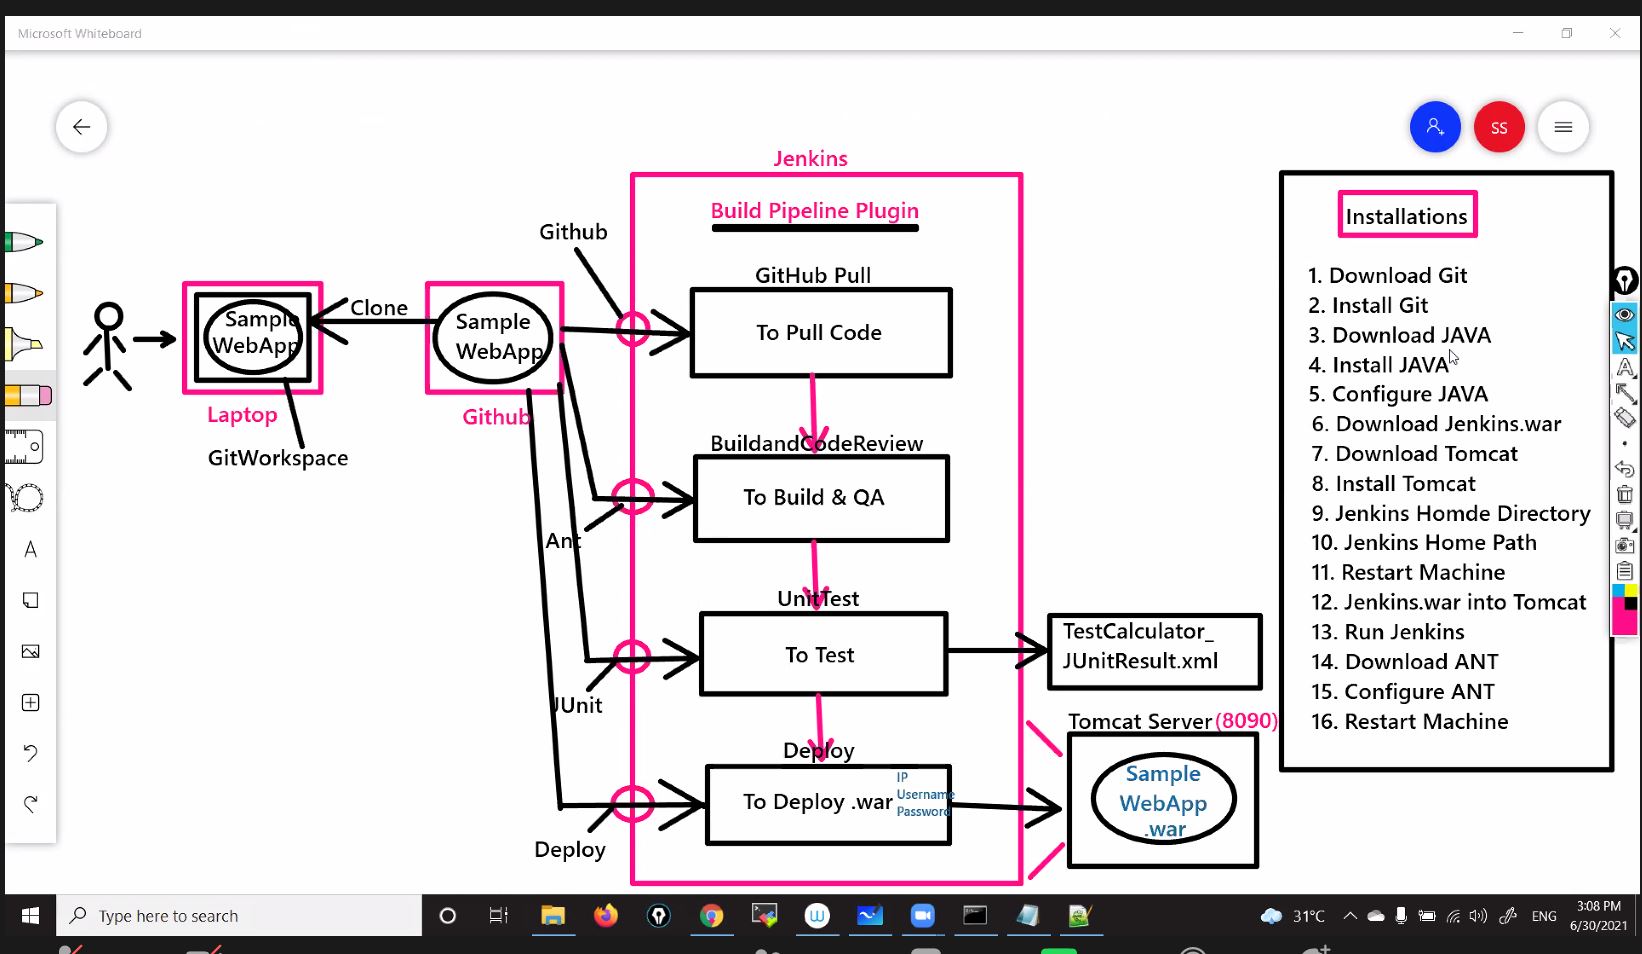 Microsoft Whiteboard
SS
Jenkins
Build Pipeline Plugin
Github
GitHub Pull
To Pull Code
Clone
Sample
WebApp
Laptop
GitWorkspace
Sample
WebApp
Github
BuildandCodeReview
To Build & QA
Ant
UnitTest
To Test
JUnit
TestCalculator_
JUnitResult.xml
Deploy
To Deploy .war
IP
Username
Password
Deploy
Tomcat Server (8090)
Sample
WebApp
.war
Installations
1. Download Git
2. Install Git
3. Download JAVA
4. Install JAVA
5. Configure JAVA
6. Download Jenkins.war
7. Download Tomcat
8. Install Tomcat
9. Jenkins Homde Directory
10. Jenkins Home Path
11. Restart Machine
12. Jenkins.war into Tomcat
13. Run Jenkins
14. Download ANT
15. Configure ANT
16. Restart Machine
Type here to search
31°C
ENG
3:08 PM
6/30/2021